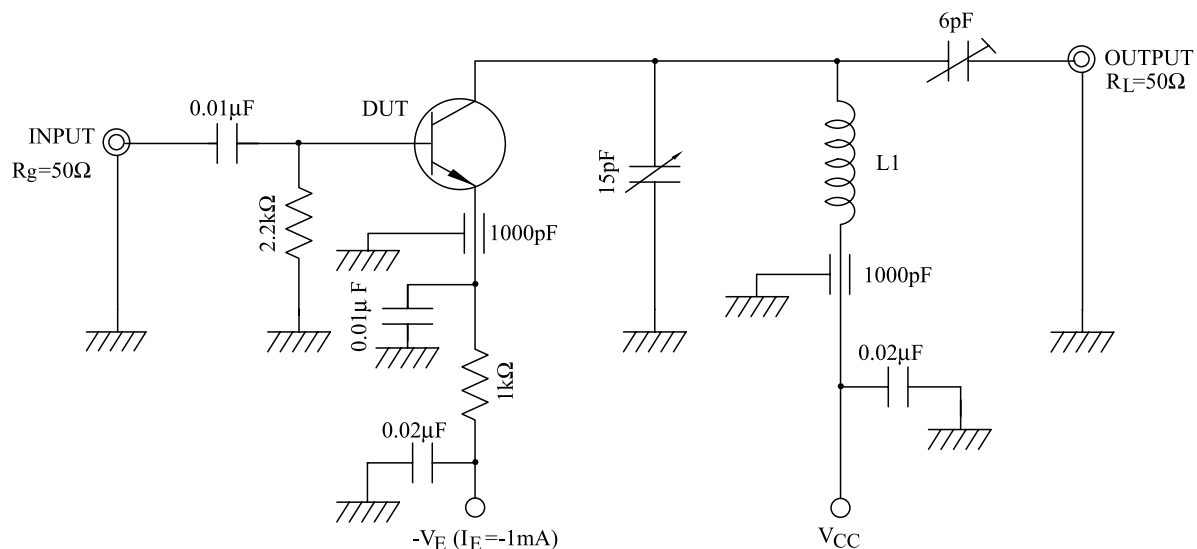 6pF
OUTPUT
RL=50Ω
0.01μF
DUT
INPUT
Rg=50Ω
15pF
L1
2.2kΩ
1000pF
1000pF
0.01μ F
1kΩ
0.02μF
0.02μF
-VE (IE=-1mA)
VCC